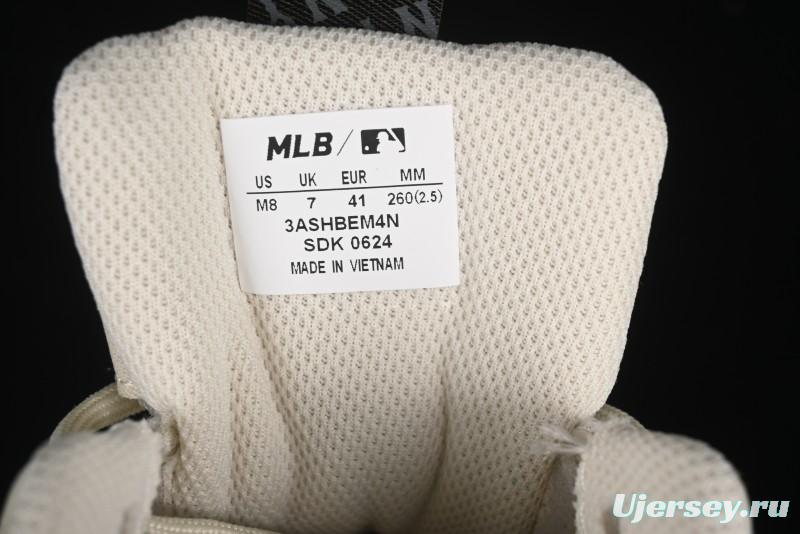 MLB /
US UK EUR MM
M8 7 41 260(2.5)
3ASHBEM4N
SDK 0624
MADE IN VIETNAM
Ujersey.ru